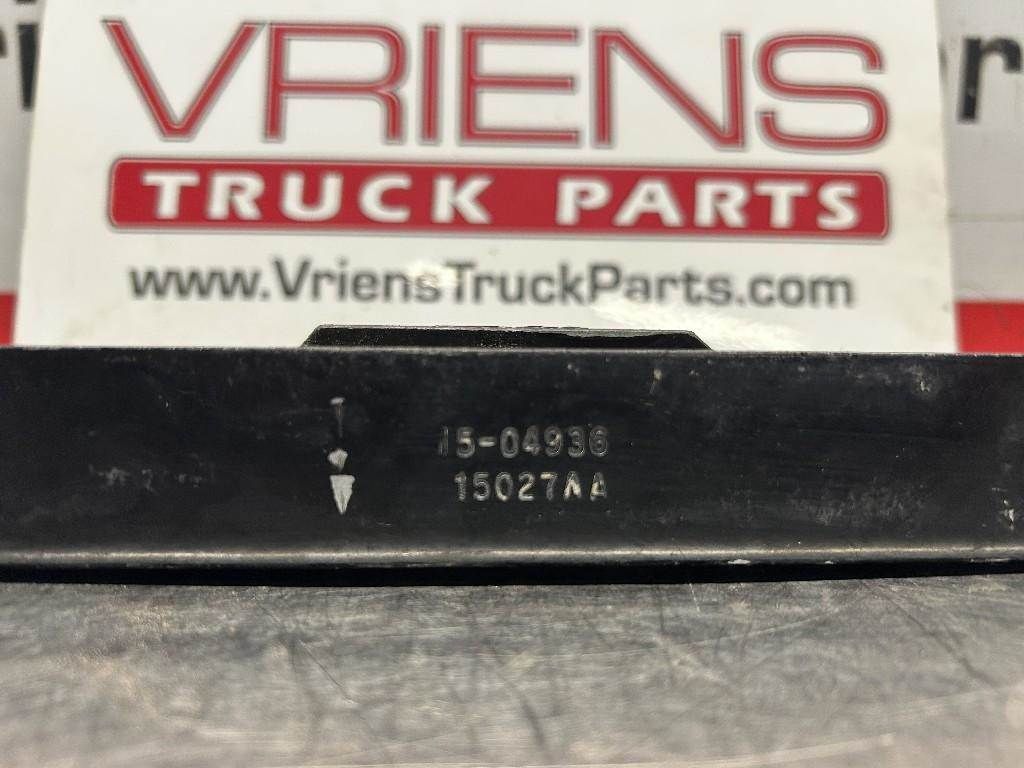 VRIENS
TRUCK PARTS
www.VriensTruckParts.com
15-04936
15027AA